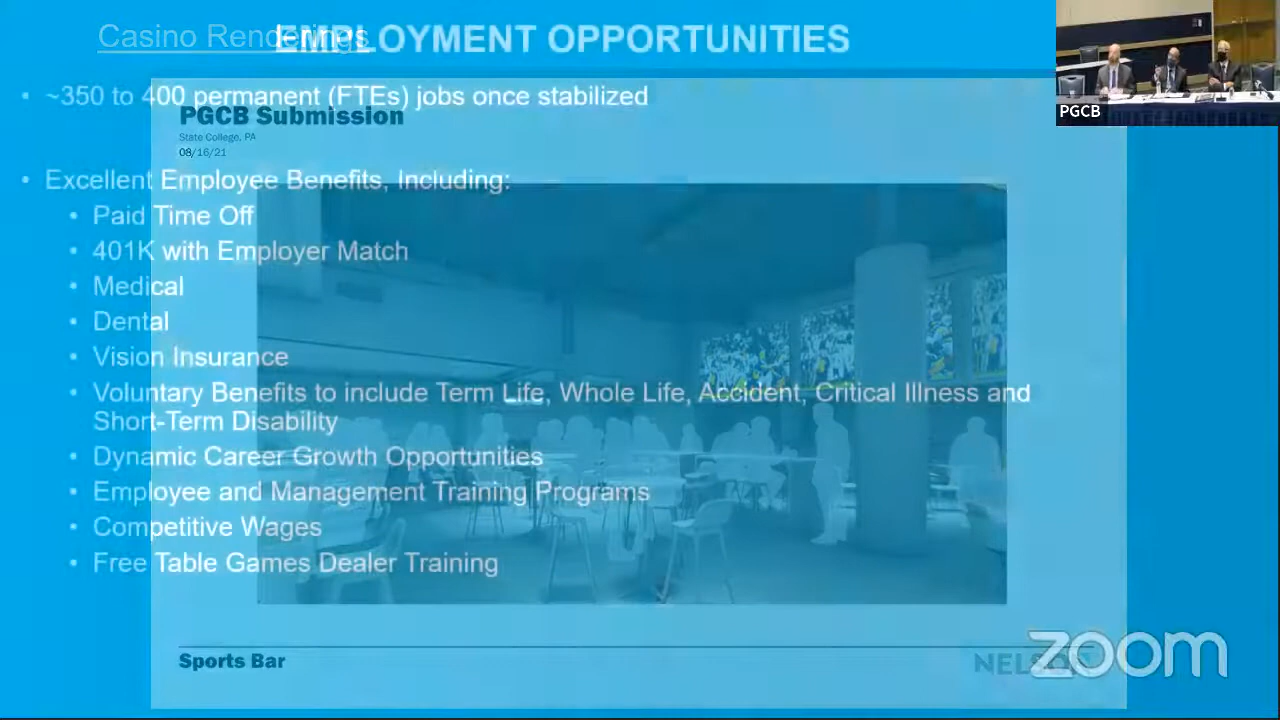 Casino Renderings
EMPLOYMENT OPPORTUNITIES
PGCB
• ~350 to 400 permanent (FTEs) jobs once stabilized
PGCB Submission
State College, PA
08/16/21
• Excellent Employee Benefits, Including:
• Paid Time Off
• 401K with Employer Match
• Medical
• Dental
• Vision Insurance
• Voluntary Benefits to include Term Life, Whole Life, Accident, Critical Illness and
Short-Term Disability
• Dynamic Career Growth Opportunities
• Employee and Management Training Programs
• Competitive Wages
• Free Table Games Dealer Training
Sports Bar
zoom